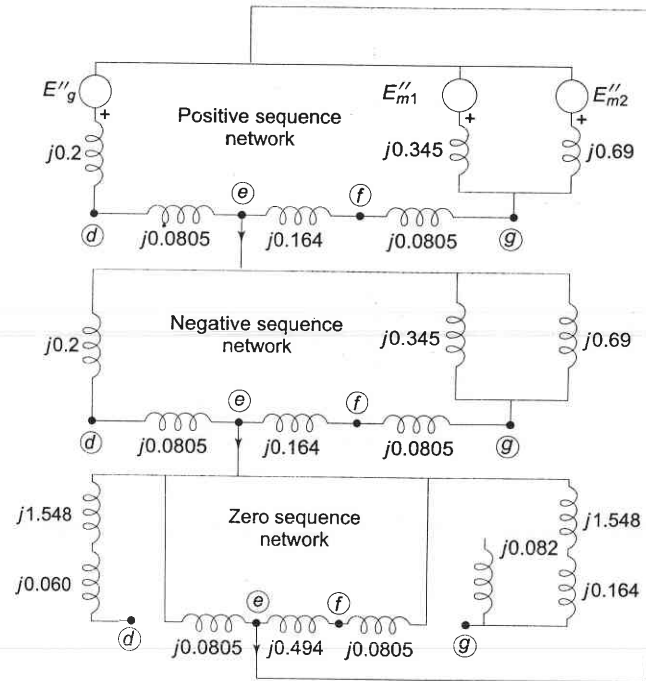 E″g
E″m1
E″m2
Positive sequence
network
j0.2
j0.345
j0.69
e
f
d
j0.0805
j0.164
j0.0805
g
Negative sequence
network
j0.2
j0.345
j0.69
e
f
d
j0.0805
j0.164
j0.0805
g
j1.548
Zero sequence
network
j0.082
j1.548
j0.060
j0.164
e
f
d
g
j0.0805
j0.494
j0.0805